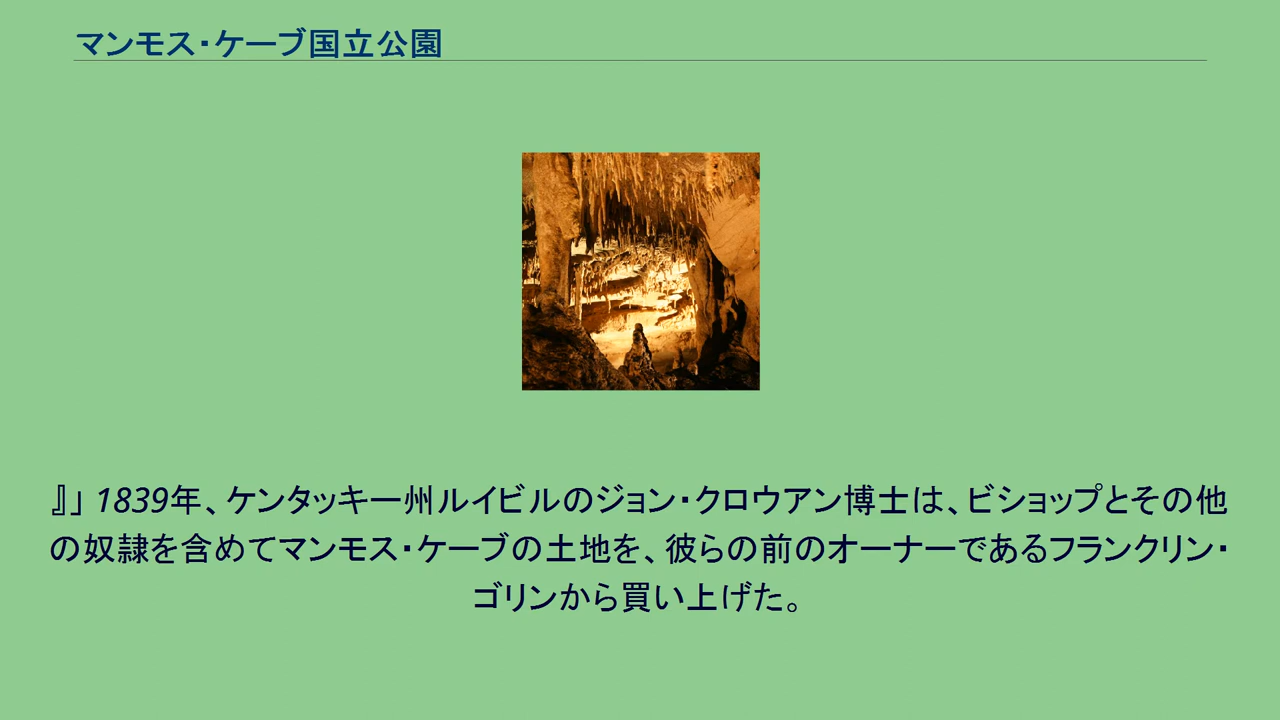 マンモス・ケーブ国立公園
』」 1839年、ケンタッキー州ルイビルのジョン・クロウアン博士は、ビショップとその他
の奴隷を含めてマンモス・ケーブの土地を、彼らの前のオーナーであるフランクリン・
ゴリンから買い上げた。